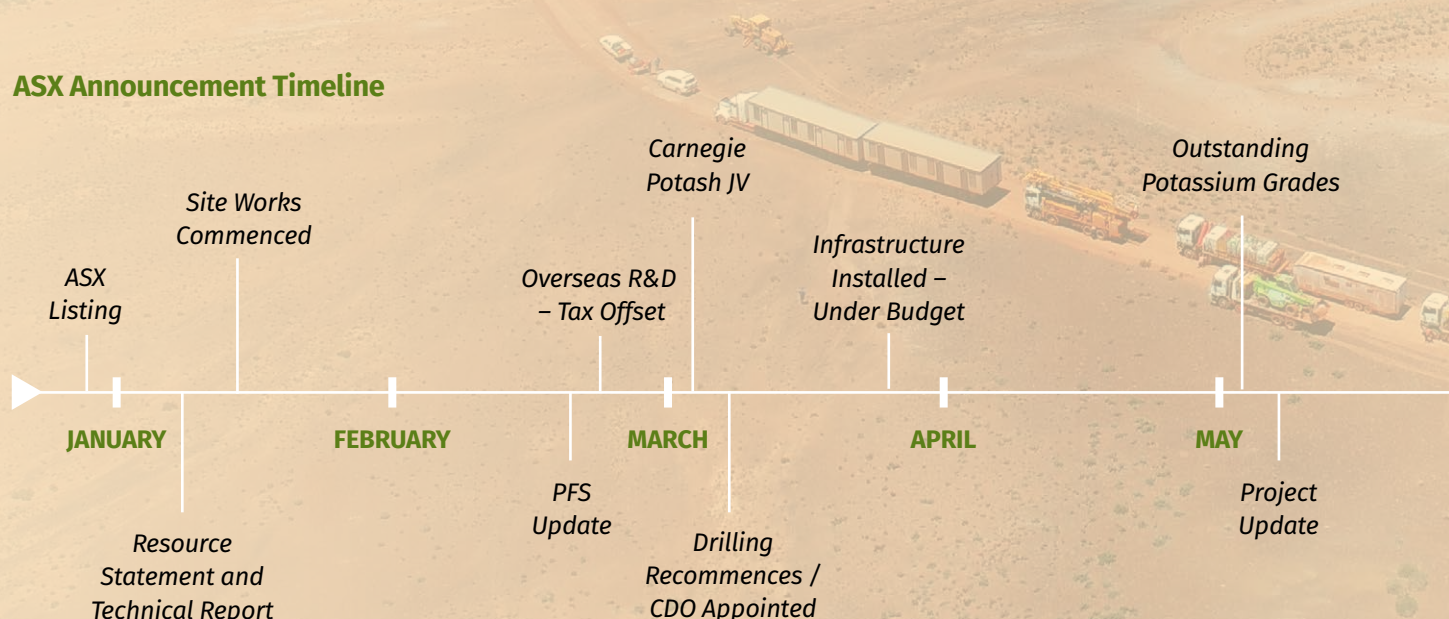 ASX Announcement Timeline
Carnegie
Potash JV
Outstanding
Potassium Grades
Site Works
Commenced
Infrastructure
Installed –
Under Budget
ASX
Listing
Overseas R&D
– Tax Offset
JANUARY
FEBRUARY
MARCH
APRIL
MAY
PFS
Update
Project
Update
Resource
Statement and
Technical Report
Drilling
Recommences /
CDO Appointed